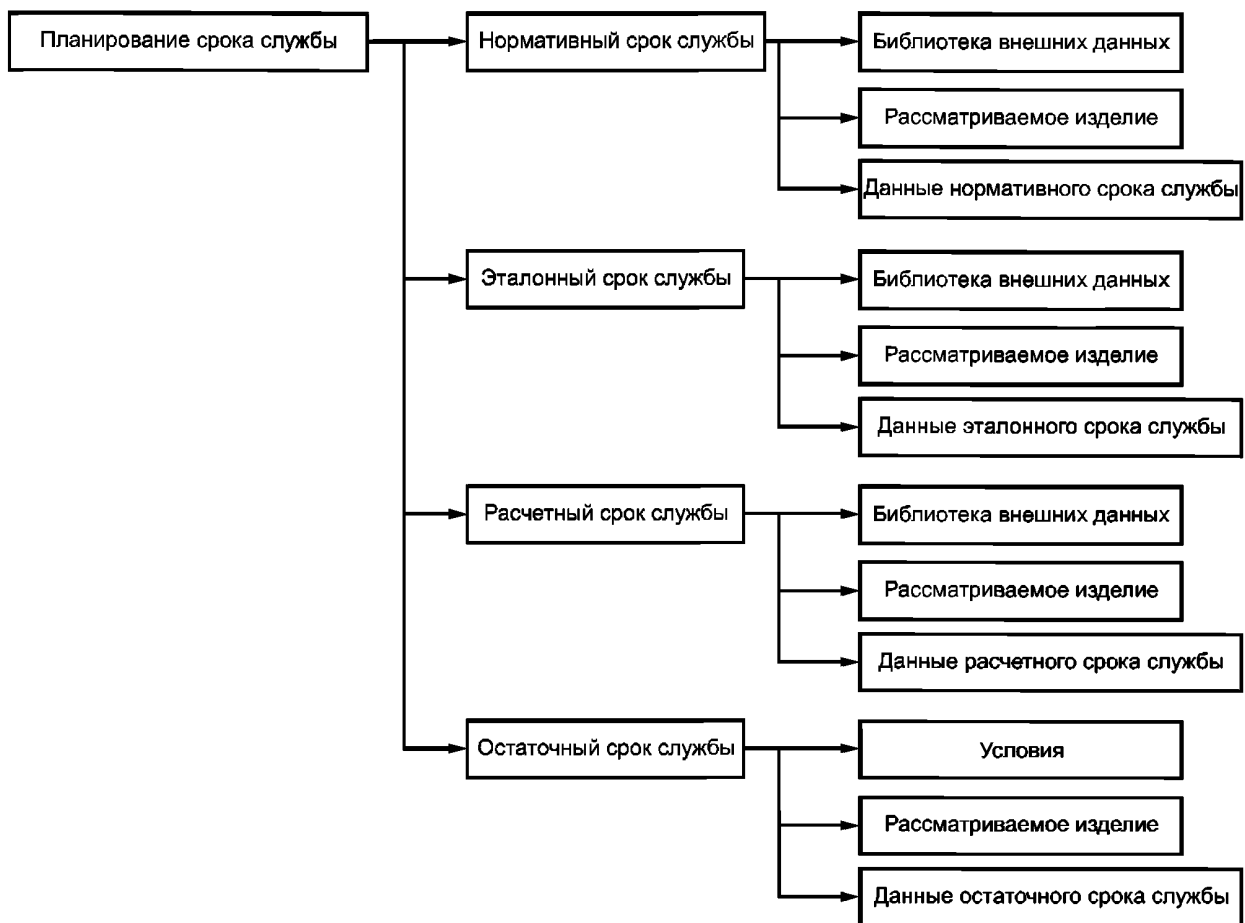 Планирование срока службы
Нормативный срок службы
Библиотека внешних данных
Рассматриваемое изделие
Данные нормативного срока службы
Эталонный срок службы
Библиотека внешних данных
Рассматриваемое изделие
Данные эталонного срока службы
Расчетный срок службы
Библиотека внешних данных
Рассматриваемое изделие
Данные расчетного срока службы
Остаточный срок службы
Условия
Рассматриваемое изделие
Данные остаточного срока службы